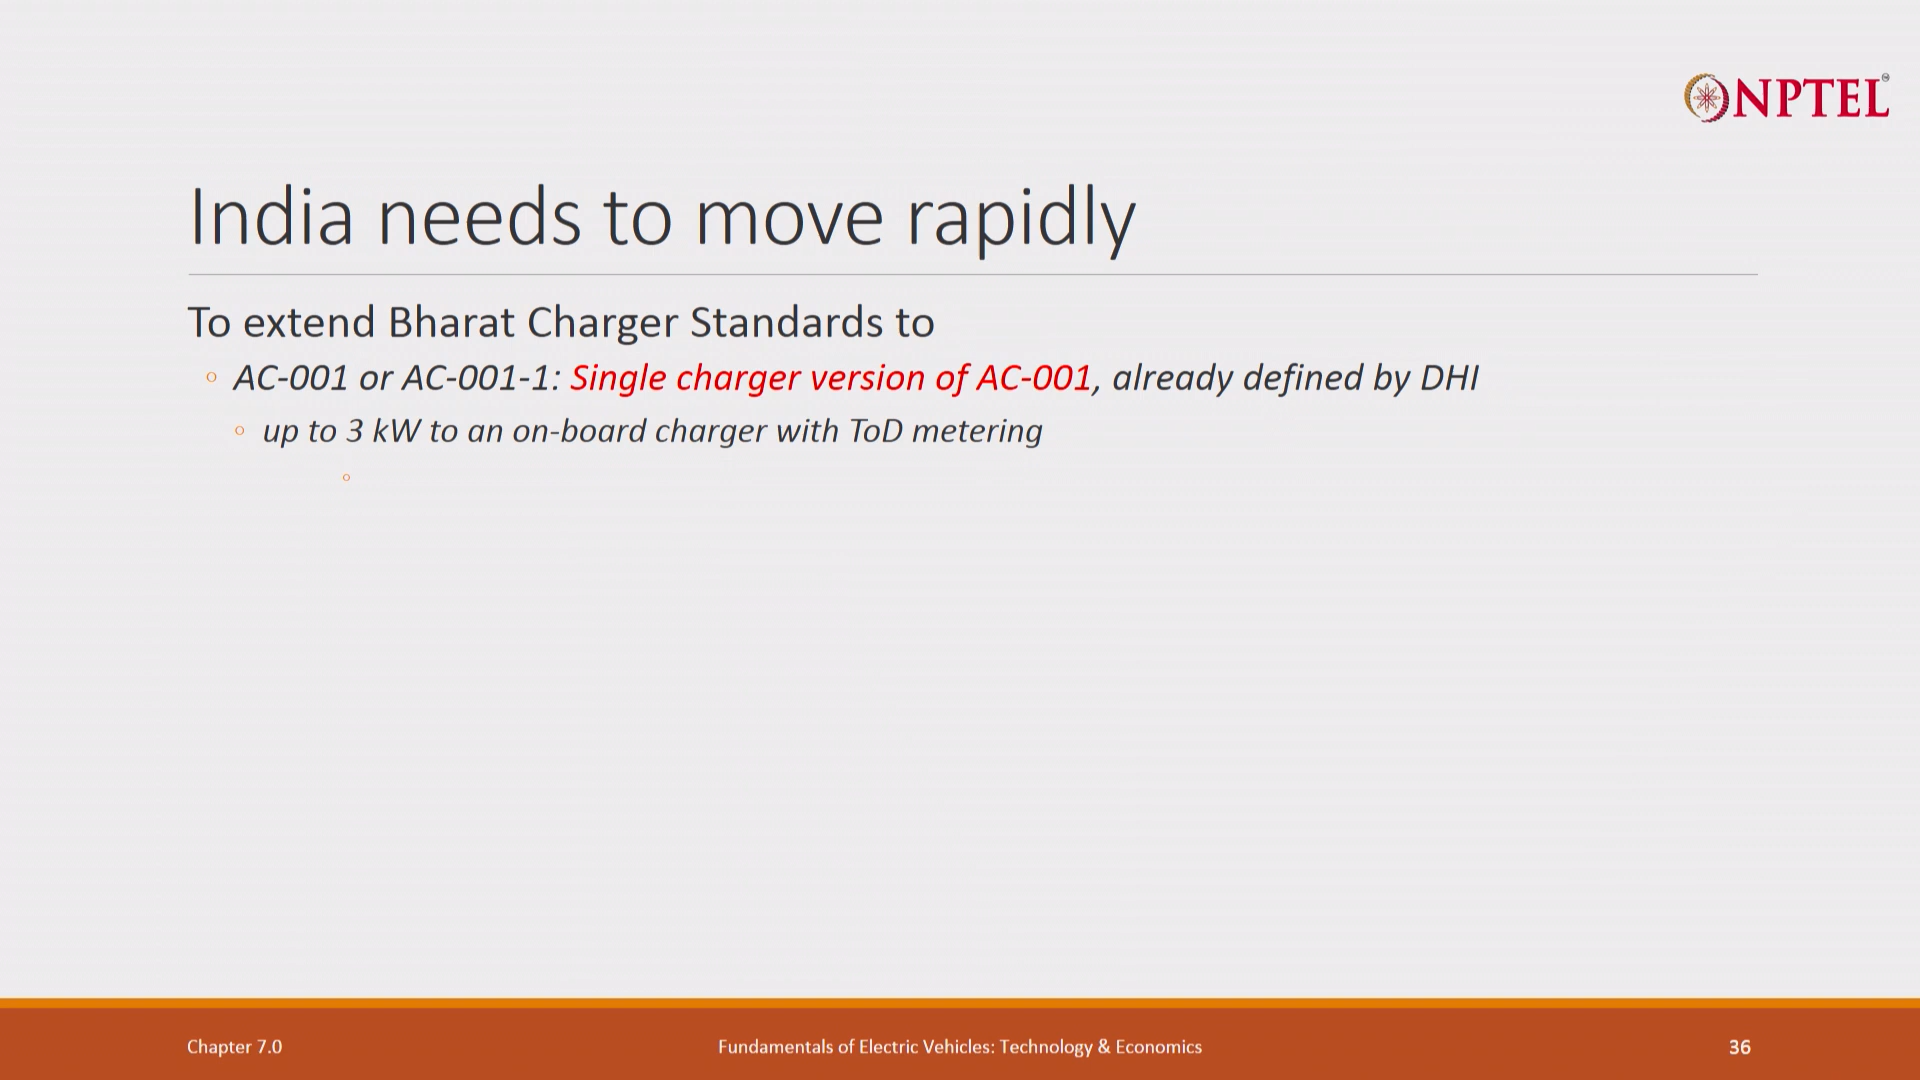 NPTEL
India needs to move rapidly
To extend Bharat Charger Standards to
◦ AC-001 or AC-001-1: Single charger version of AC-001, already defined by DHI
◦ up to 3 kW to an on-board charger with ToD metering
◦
Chapter 7.0
Fundamentals of Electric Vehicles: Technology & Economics
36